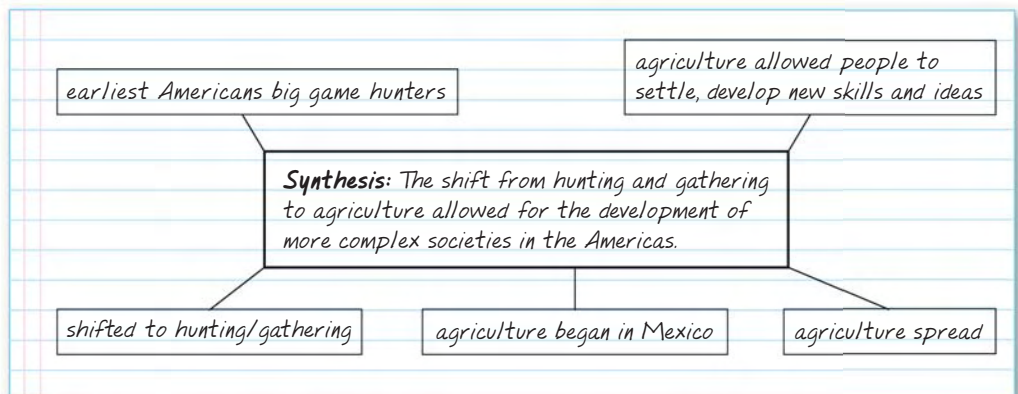 earliest Americans big game hunters
agriculture allowed people to
settle, develop new skills and ideas
Synthesis: The shift from hunting and gathering
to agriculture allowed for the development of
more complex societies in the Americas.
shifted to hunting/gathering
agriculture began in Mexico
agriculture spread